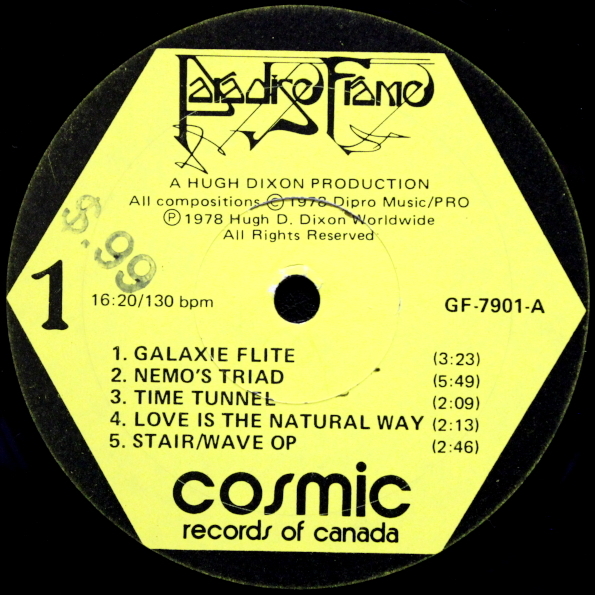 Paradise Frame
A HUGH DIXON PRODUCTION
All compositions © 1978 Dipro Music/PRO
℗ 1978 Hugh D. Dixon Worldwide
All Rights Reserved
$.99
1
16:20/130 bpm
GF-7901-A
1. GALAXIE FLITE (3:23)
2. NEMO'S TRIAD (5:49)
3. TIME TUNNEL (2:09)
4. LOVE IS THE NATURAL WAY (2:13)
5. STAIR/WAVE OP (2:46)
cosmic
records of canada